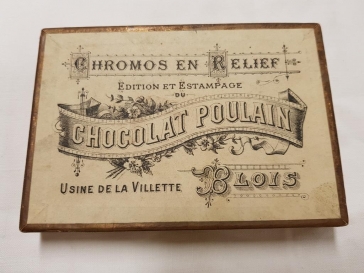 CHROMOS EN RELIEF
EDITION ET ESTAMPAGE
DU
CHOCOLAT POULAIN
USINE DE LA VILLETTE BLOIS